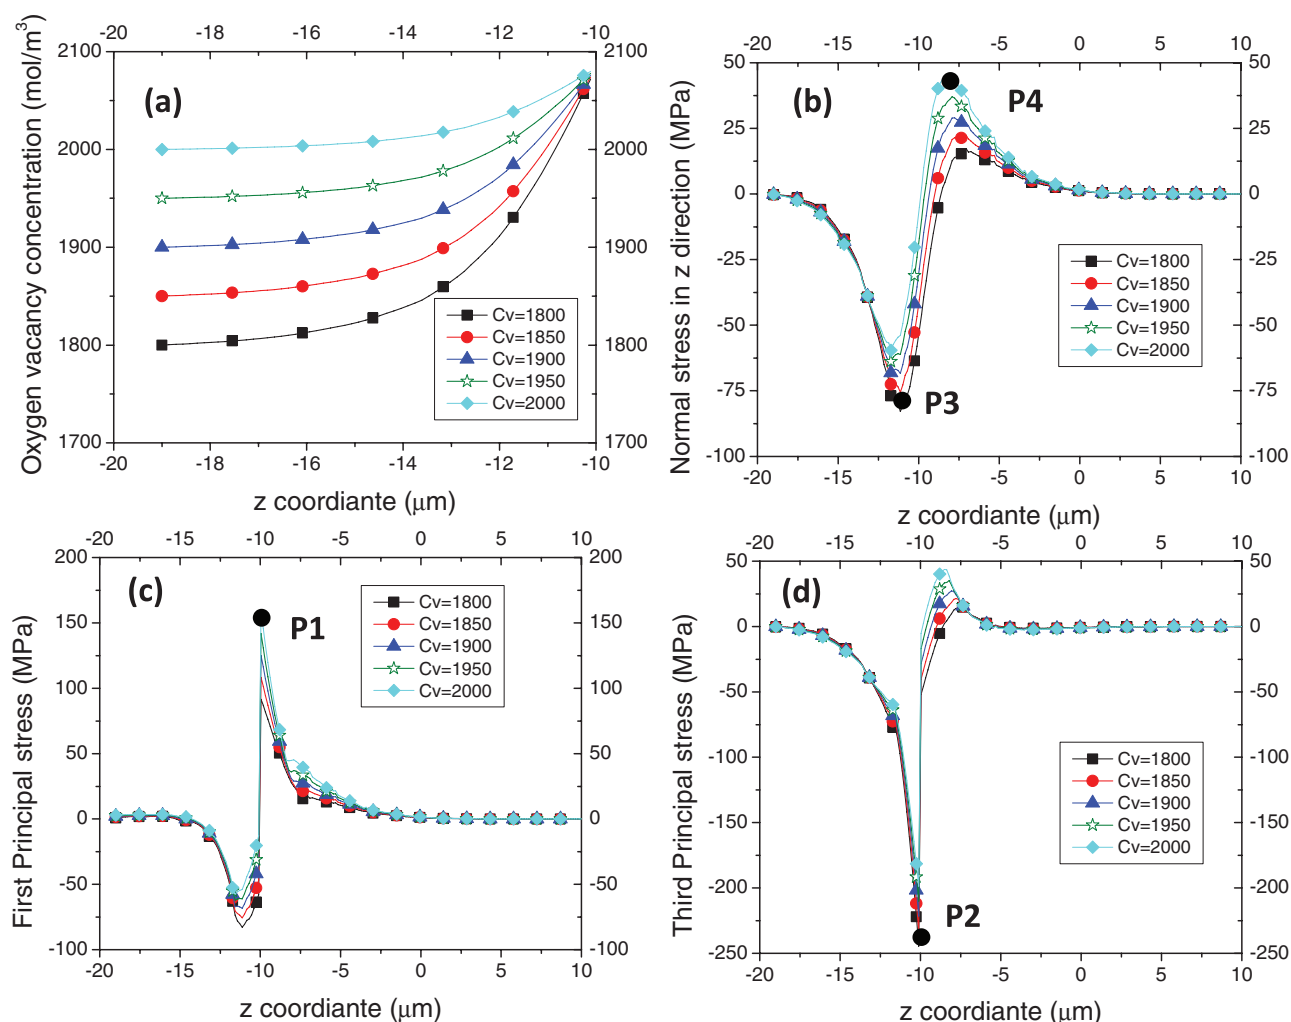 -20 -18 -16 -14 -12 -10
2100 2100
2000 2000
1900 1900
1800 1800
1700 1700
Oxygen vacancy concentration (mol/m³)
(a)
Cv=1800
Cv=1850
Cv=1900
Cv=1950
Cv=2000
-20 -18 -16 -14 -12 -10
z coordiante (μm)
-20 -15 -10 -5 0 5 10
50 50
25 25
0 0
-25 -25
-50 -50
-75 -75
-100 -100
Normal stress in z direction (MPa)
(b)
P4
P3
Cv=1800
Cv=1850
Cv=1900
Cv=1950
Cv=2000
-20 -15 -10 -5 0 5 10
z coordiante (μm)
-20 -15 -10 -5 0 5 10
200 200
150 150
100 100
50 50
0 0
-50 -50
-100 -100
First Principal stress (MPa)
(c)
P1
Cv=1800
Cv=1850
Cv=1900
Cv=1950
Cv=2000
-20 -15 -10 -5 0 5 10
z coordiante (μm)
-20 -15 -10 -5 0 5 10
50 50
0 0
-50 -50
-100 -100
-150 -150
-200 -200
-250 -250
Third Principal stress (MPa)
(d)
P2
Cv=1800
Cv=1850
Cv=1900
Cv=1950
Cv=2000
-20 -15 -10 -5 0 5 10
z coordiante (μm)